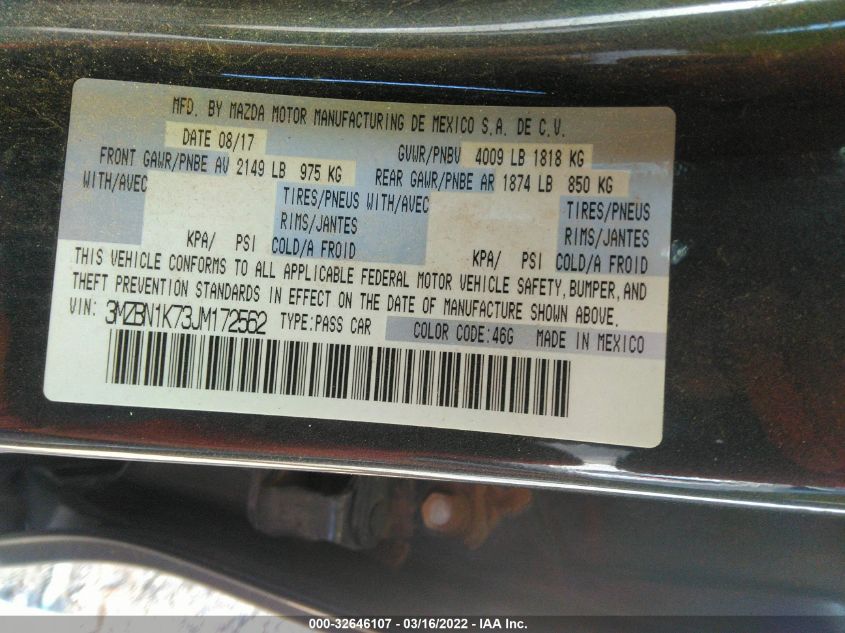 MFD. BY MAZDA MOTOR MANUFACTURING DE MEXICO S.A. DE C.V.
DATE 08/17 GVWR/PNBV 4009 LB 1818 KG
FRONT GAWR/PNBE AV 2149 LB 975 KG REAR GAWR/PNBE AR 1874 LB 850 KG
WITH/AVEC TIRES/PNEUS WITH/AVEC TIRES/PNEUS
RIMS/JANTES RIMS/JANTES
KPA/ PSI COLD/A FROID KPA/ PSI COLD/A FROID
THIS VEHICLE CONFORMS TO ALL APPLICABLE FEDERAL MOTOR VEHICLE SAFETY, BUMPER, AND
THEFT PREVENTION STANDARDS IN EFFECT ON THE DATE OF MANUFACTURE SHOWN ABOVE.
VIN: 3MZBN1K73JM172562 TYPE:PASS CAR COLOR CODE:46G MADE IN MEXICO
000-32646107 - 03/16/2022 - IAA Inc.